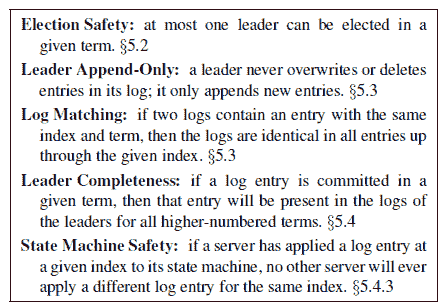 Election Safety: at most one leader can be elected in a
given term. §5.2
Leader Append-Only: a leader never overwrites or deletes
entries in its log; it only appends new entries. §5.3
Log Matching: if two logs contain an entry with the same
index and term, then the logs are identical in all entries up
through the given index. §5.3
Leader Completeness: if a log entry is committed in a
given term, then that entry will be present in the logs of
the leaders for all higher-numbered terms. §5.4
State Machine Safety: if a server has applied a log entry at
a given index to its state machine, no other server will ever
apply a different log entry for the same index. §5.4.3